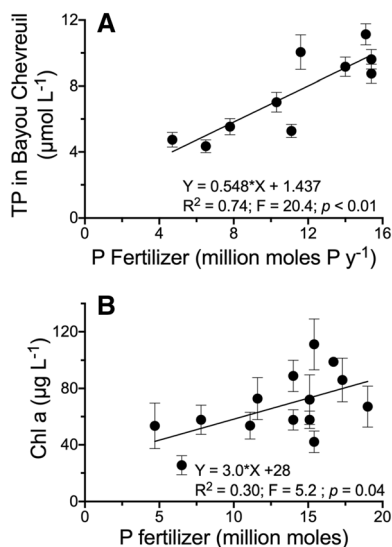 A
TP in Bayou Chevreuil
(µmol L-1)
12
8
4
0
Y = 0.548*X + 1.437
R2 = 0.74; F = 20.4; p < 0.01
0 4 8 12 16
P Fertilizer (million moles P y-1)
B
Chl a (µg L-1)
120
80
40
0
Y = 3.0*X +28
R2 = 0.30; F = 5.2 ; p = 0.04
0 5 10 15 20
P fertilizer (million moles)